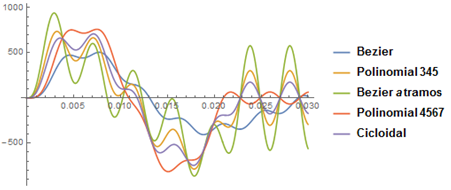 1000
500
-500
0.005
0.010
0.015
0.020
0.025
0.030
Bezier
Polinomial 345
Bezier a tramos
Polinomial 4567
Cicloidal